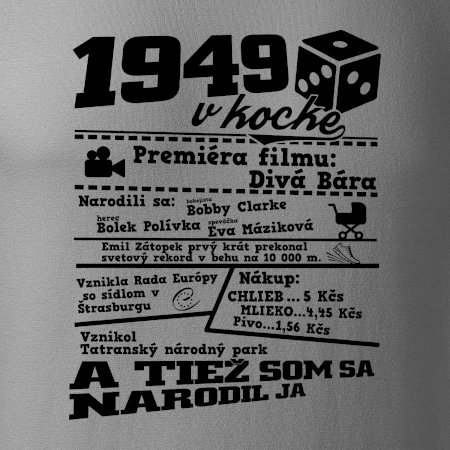 1949
v kocke
Premiéra filmu:
Divá Bára
Narodili sa:
hokejista
Bobby Clarke
herec
Bolek Polívka
speváčka
Eva Máziková
Emil Zátopek prvý krát prekonal
svetový rekord v behu na 10 000 m.
Vznikla Rada Európy
so sídlom v
Štrasburgu
Nákup:
CHLIEB ... 5 Kčs
MLIEKO...4,45 Kčs
Pivo...1,56 Kčs
Vznikol
Tatranský národný park
A TIEŽ SOM SA
NARODIL JA